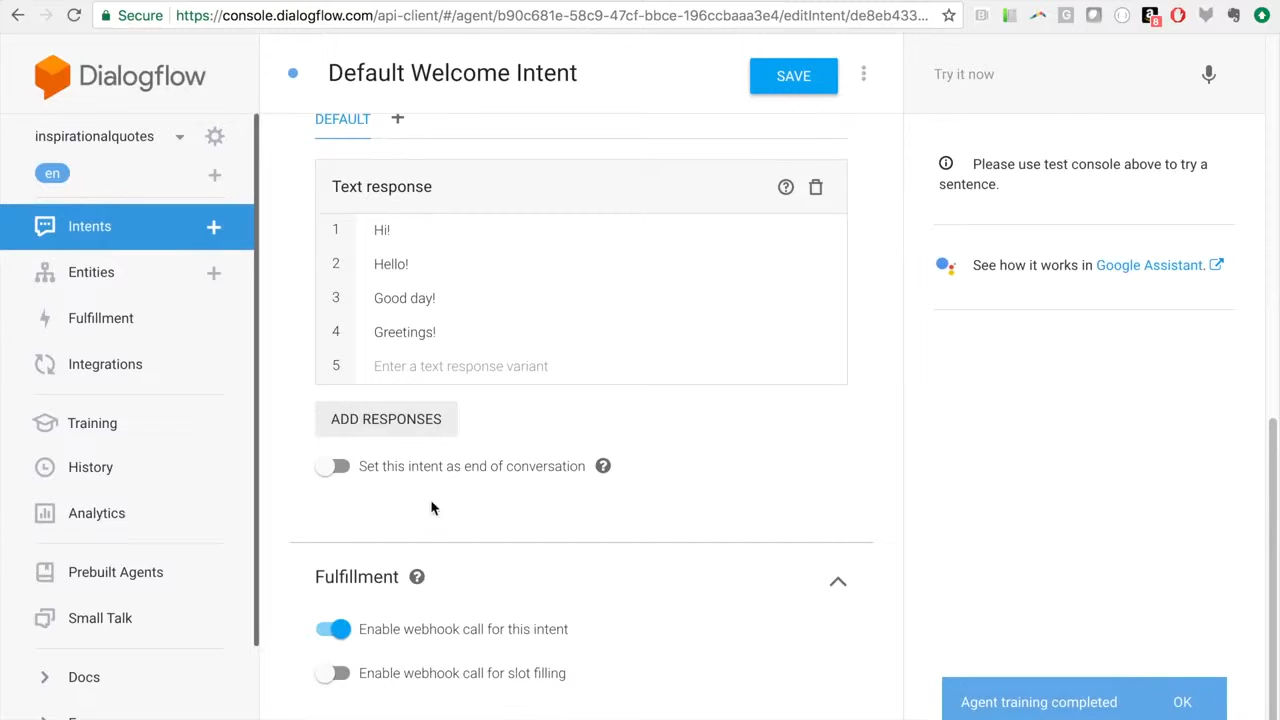 Secure https://console.dialogflow.com/api-client/#/agent/b90c681e-58c9-47cf-bbce-196ccbaaa3e4/editIntent/de8eb433...
8
Dialogflow
Default Welcome Intent
SAVE
Try it now
inspirationalquotes
en
Intents
Entities
Fulfillment
Integrations
Training
History
Analytics
Prebuilt Agents
Small Talk
Docs
DEFAULT
Text response
1 Hi!
2 Hello!
3 Good day!
4 Greetings!
5 Enter a text response variant
ADD RESPONSES
Set this intent as end of conversation
Fulfillment
Enable webhook call for this intent
Enable webhook call for slot filling
Please use test console above to try a
sentence.
See how it works in Google Assistant.
Agent training completed OK